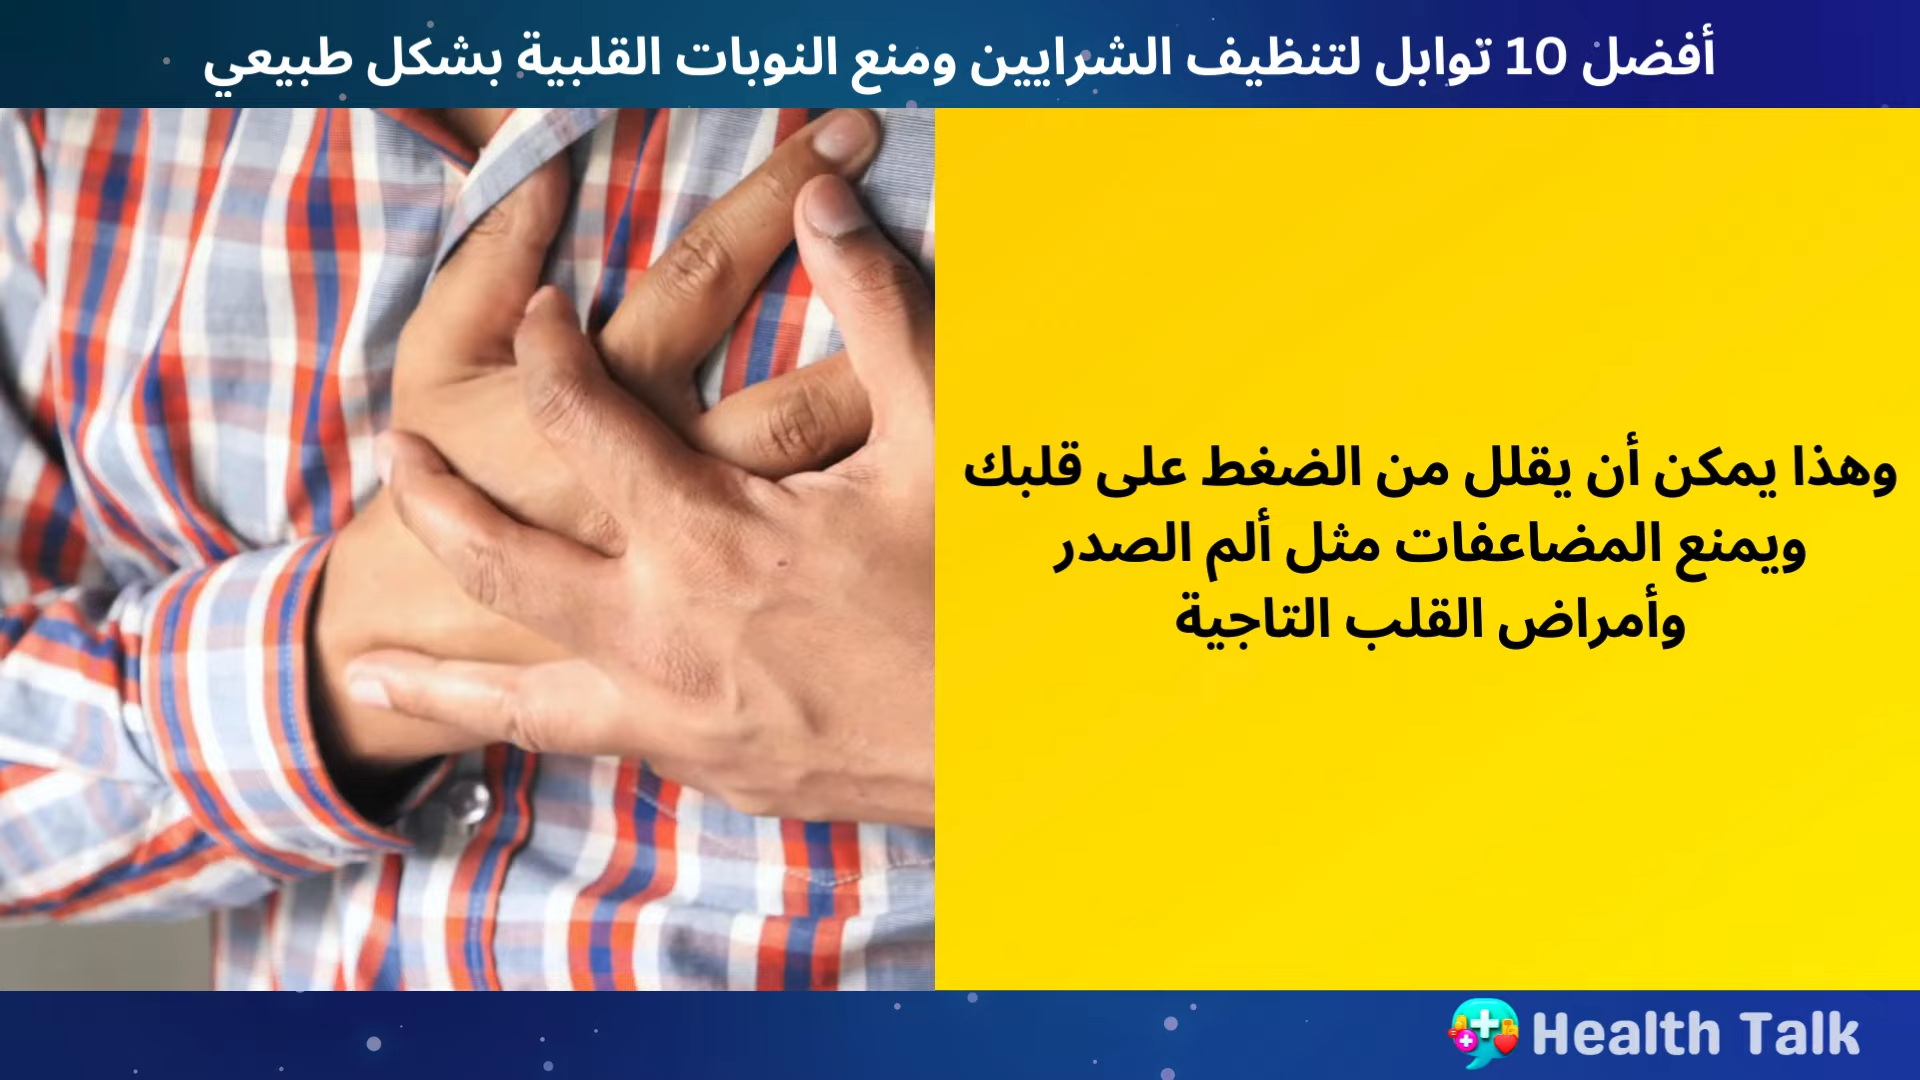 أفضل 10 توابل لتنظيف الشرايين ومنع النوبات القلبية بشكل طبيعي
وهذا يمكن أن يقلل من الضغط على قلبك
ويمنع المضاعفات مثل ألم الصدر
وأمراض القلب التاجية
Health Talk